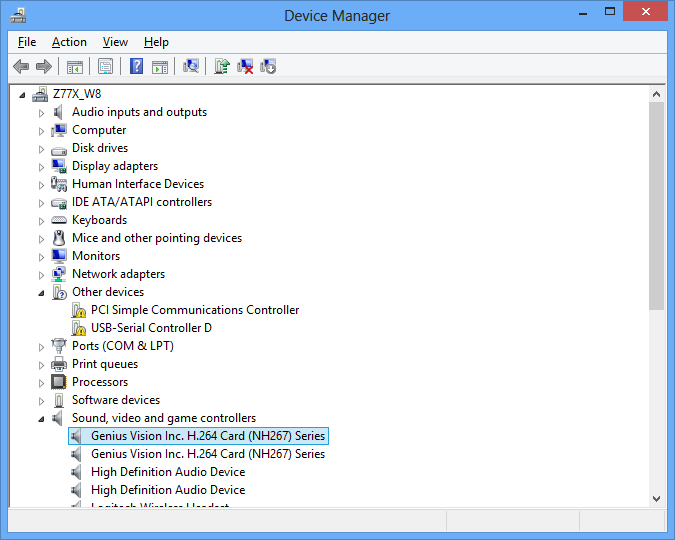 Device Manager
File Action View Help
Z77X_W8
Audio inputs and outputs
Computer
Disk drives
Display adapters
Human Interface Devices
IDE ATA/ATAPI controllers
Keyboards
Mice and other pointing devices
Monitors
Network adapters
Other devices
PCI Simple Communications Controller
USB-Serial Controller D
Ports (COM & LPT)
Print queues
Processors
Software devices
Sound, video and game controllers
Genius Vision Inc. H.264 Card (NH267) Series
Genius Vision Inc. H.264 Card (NH267) Series
High Definition Audio Device
High Definition Audio Device
Logitech Wireless Headset